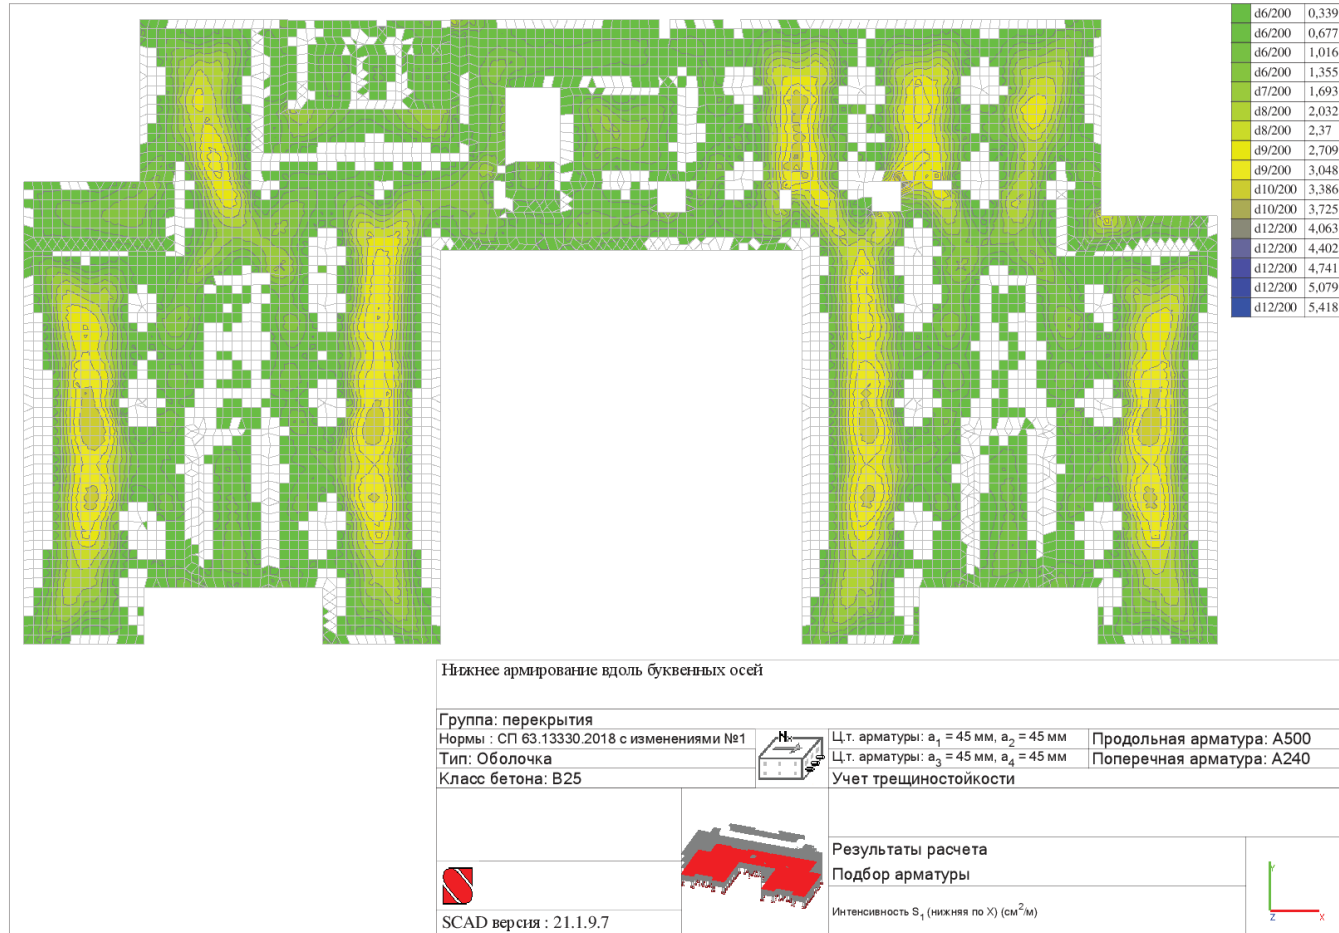 d6/200 0,339
d6/200 0,677
d6/200 1,016
d6/200 1,355
d7/200 1,693
d8/200 2,032
d8/200 2,37
d9/200 2,709
d9/200 3,048
d10/200 3,386
d10/200 3,725
d12/200 4,063
d12/200 4,402
d12/200 4,741
d12/200 5,079
d12/200 5,418
Нижнее армирование вдоль буквенных осей
Группа: перекрытия
Нормы : СП 63.13330.2018 с изменениями №1
Тип: Оболочка
Класс бетона: B25
Nx
Ц.т. арматуры: a1 = 45 мм, a2 = 45 мм
Продольная арматура: A500
Ц.т. арматуры: a3 = 45 мм, a4 = 45 мм
Поперечная арматура: A240
Учет трещиностойкости
Результаты расчета
Подбор арматуры
Интенсивность S1 (нижняя по X) (см2/м)
SCAD версия : 21.1.9.7
Y
Z X